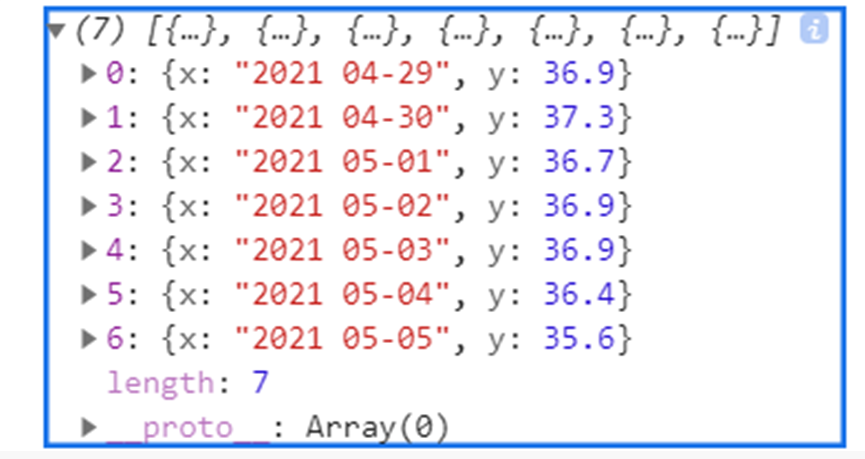 ▼(7) [{…}, {…}, {…}, {…}, {…}, {…}, {…}] i
▶0: {x: "2021 04-29", y: 36.9}
▶1: {x: "2021 04-30", y: 37.3}
▶2: {x: "2021 05-01", y: 36.7}
▶3: {x: "2021 05-02", y: 36.9}
▶4: {x: "2021 05-03", y: 36.9}
▶5: {x: "2021 05-04", y: 36.4}
▶6: {x: "2021 05-05", y: 35.6}
length: 7
▶__proto__: Array(0)